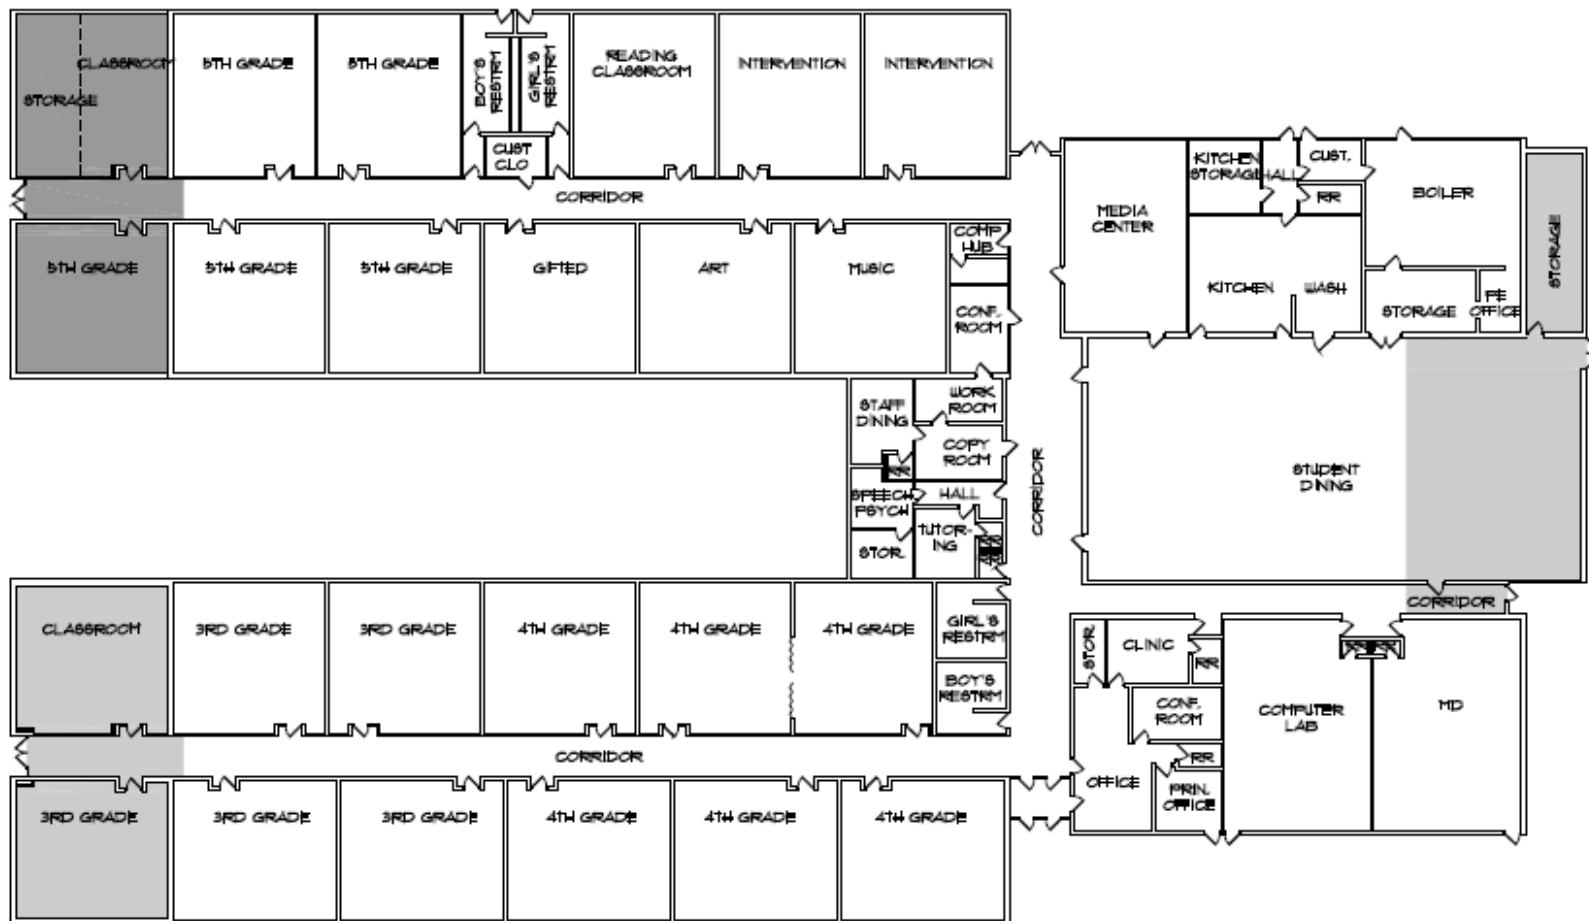 CLASSROOM
STORAGE
5TH GRADE
5TH GRADE
BOY'S
RESTRM
GIRL'S
RESTRM
CUST
CLO
READING
CLASSROOM
INTERVENTION
INTERVENTION
CORRIDOR
5TH GRADE
5TH GRADE
5TH GRADE
GIFTED
ART
MUSIC
COMP
HUB
CONF.
ROOM
MEDIA
CENTER
KITCHEN
STORAGE
HALL
CUST.
RR
BOILER
STORAGE
KITCHEN
WASH
STORAGE
PE
OFFICE
STAFF
DINING
WORK
ROOM
COPY
ROOM
RR
SPEECH
PSYCH
HALL
STOR.
TUTOR-
ING
CORRIDOR
STUDENT
DINING
CORRIDOR
CLASSROOM
3RD GRADE
3RD GRADE
4TH GRADE
4TH GRADE
4TH GRADE
GIRL'S
RESTRM
BOY'S
RESTRM
CORRIDOR
STOR.
CLINIC
RR
CONF.
ROOM
RR
OFFICE
PRIN.
OFFICE
COMPUTER
LAB
MD
3RD GRADE
3RD GRADE
3RD GRADE
4TH GRADE
4TH GRADE
4TH GRADE